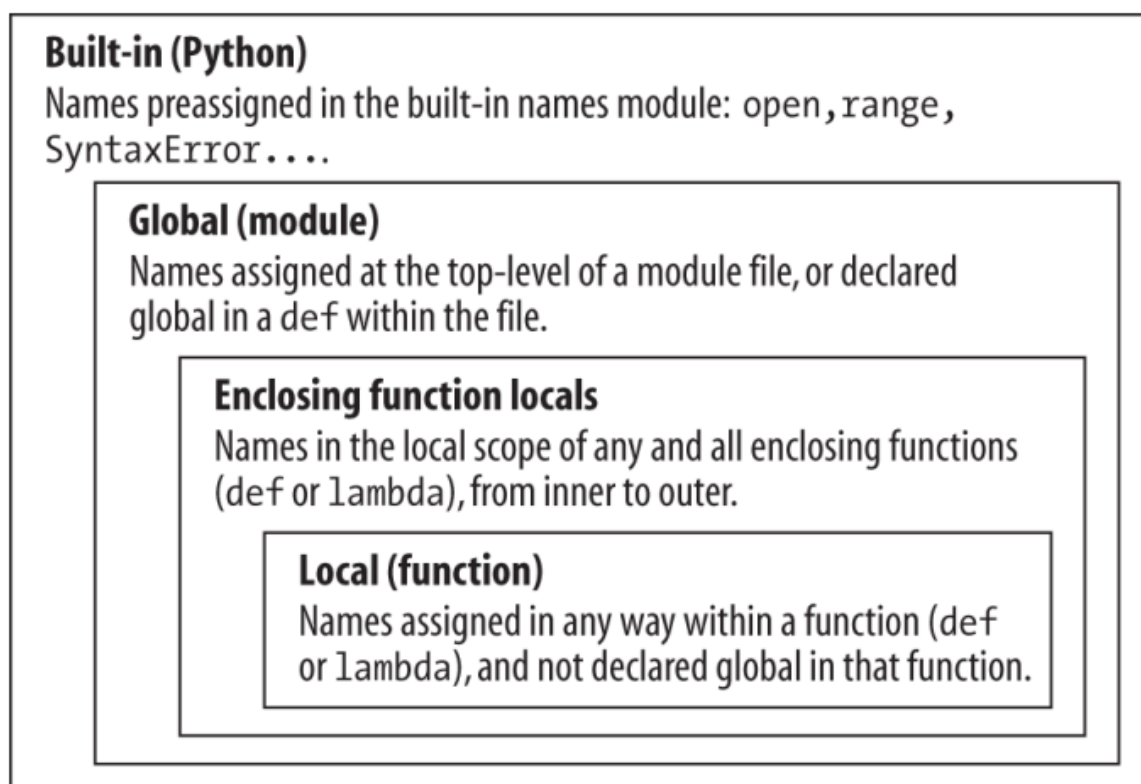 Built-in (Python)
Names preassigned in the built-in names module: open,range,
SyntaxError....
Global (module)
Names assigned at the top-level of a module file, or declared
global in a def within the file.
Enclosing function locals
Names in the local scope of any and all enclosing functions
(def or lambda), from inner to outer.
Local (function)
Names assigned in any way within a function (def
or lambda), and not declared global in that function.